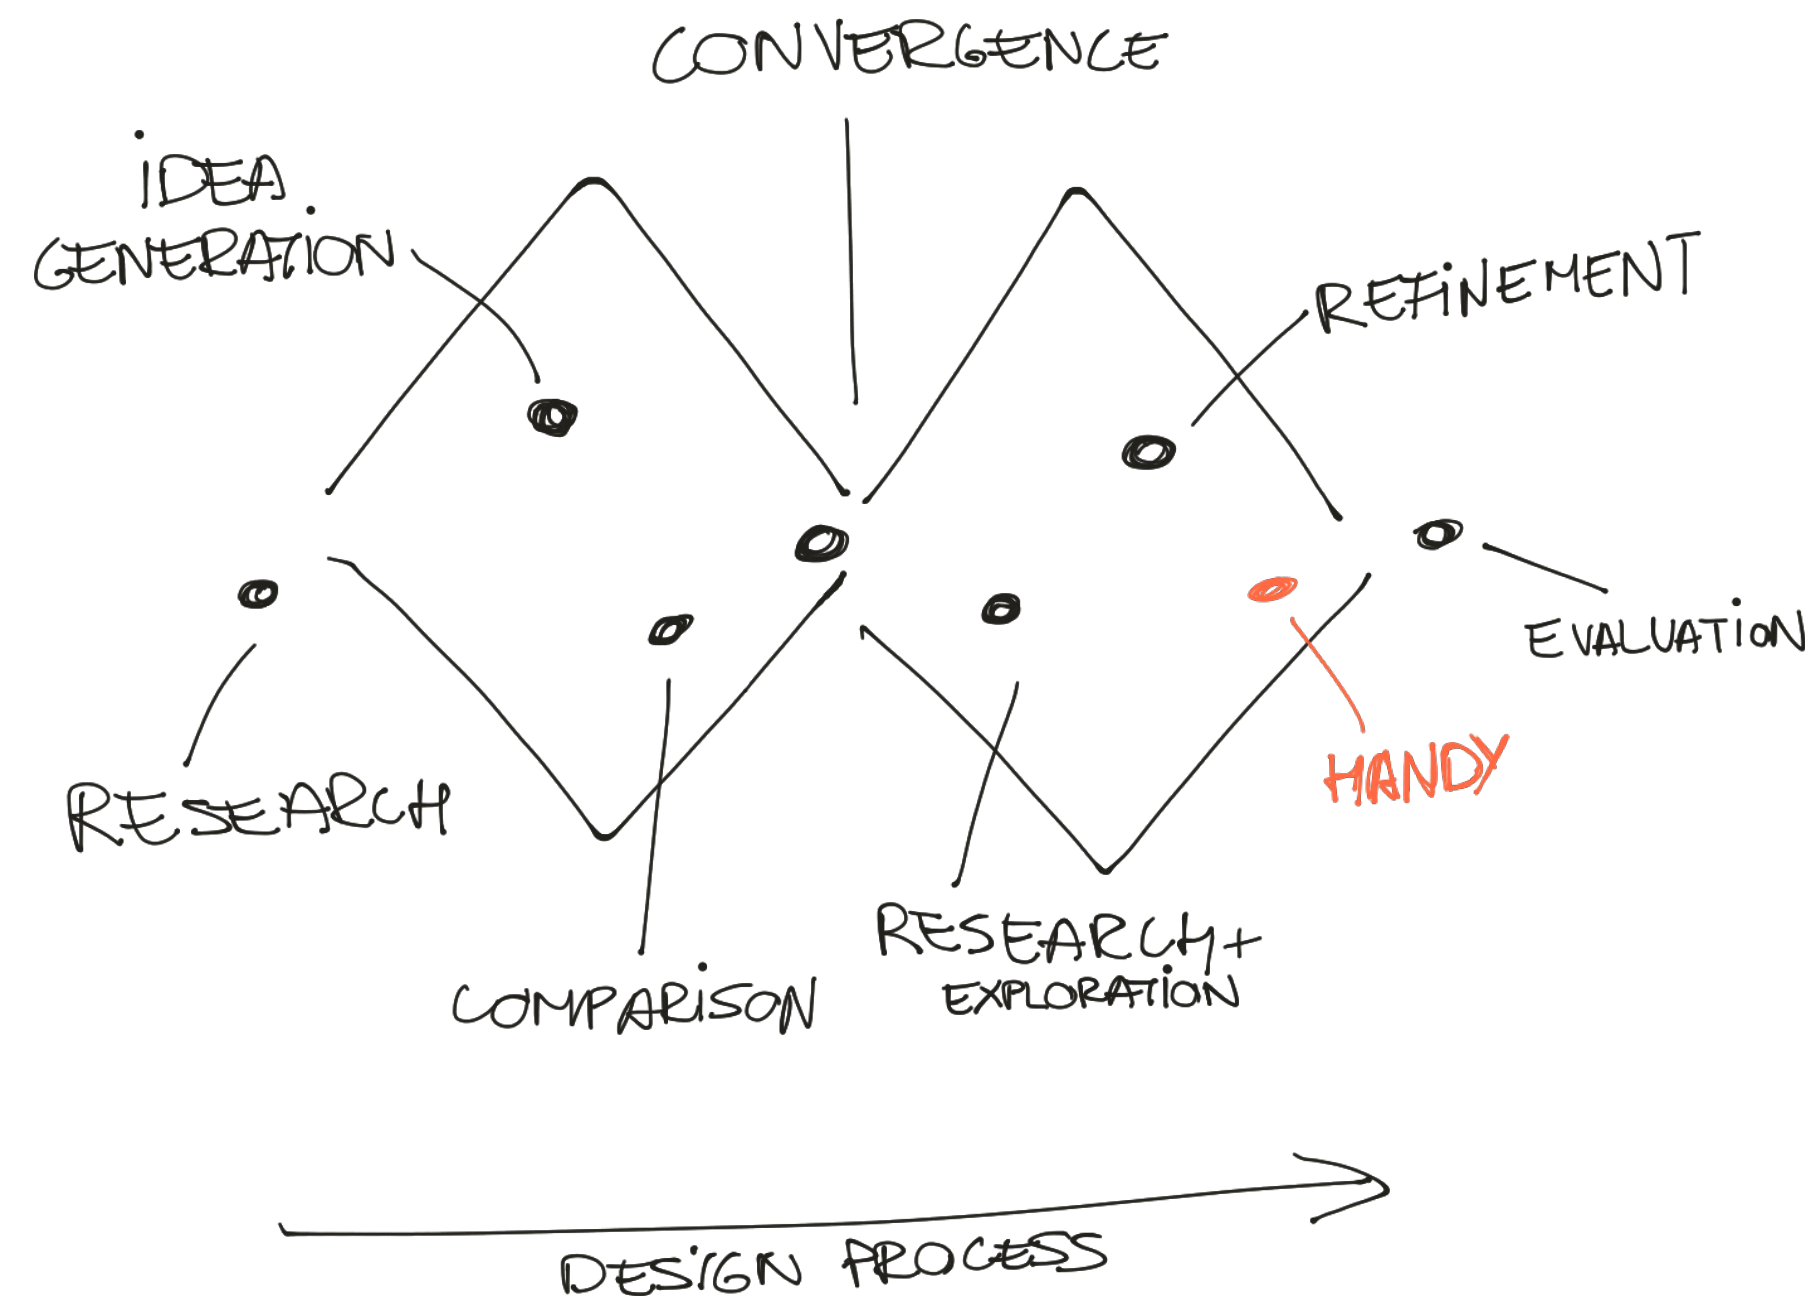 CONVERGENCE
iDEA
GENERATiON
REFiNEMENT
EVALUATiON
HANDY
RESEARCH
RESEARCH +
EXPLORATiON
COMPARiSON
DESiGN PROCESS